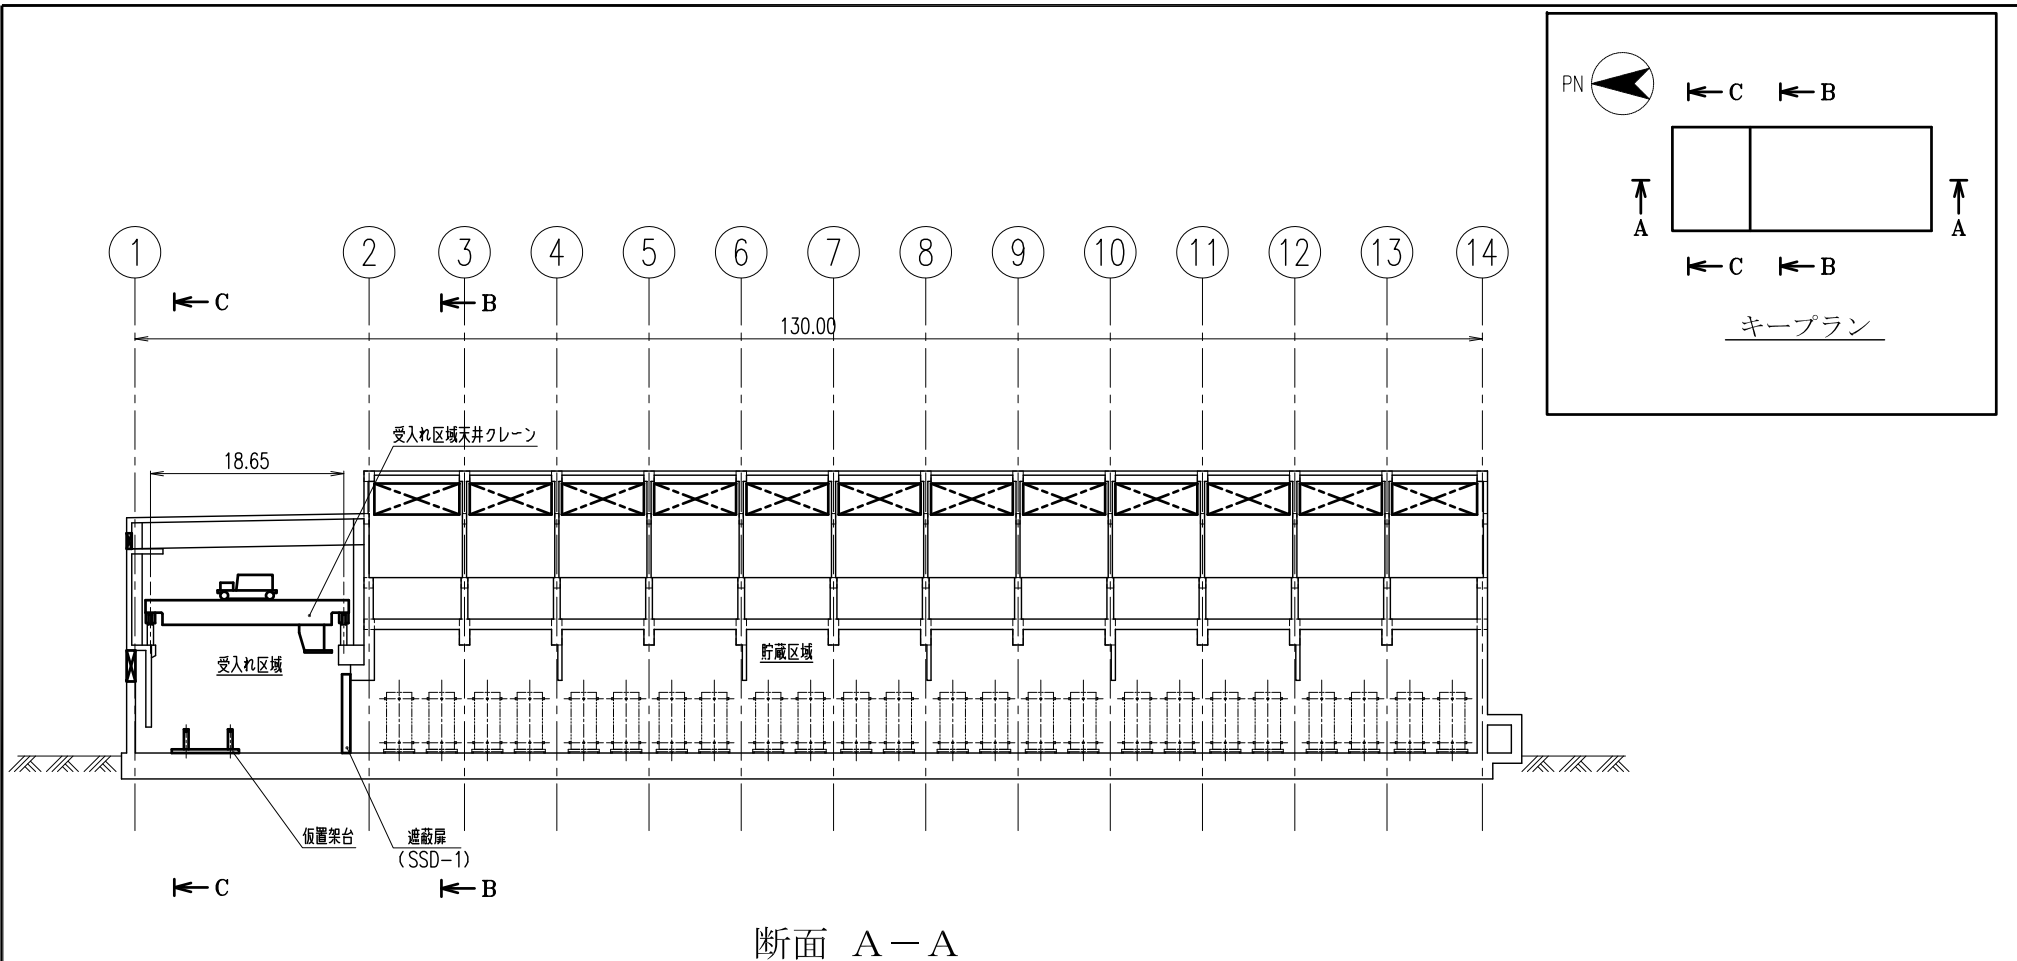 PN
C
B
A
A
C
B
キープラン
1 2 3 4 5 6 7 8 9 10 11 12 13 14
C
B
130.00
受入れ区域天井クレーン
18.65
受入れ区域
貯蔵区域
仮置架台
遮蔽扉
(SSD-1)
C
B
断面 A－A